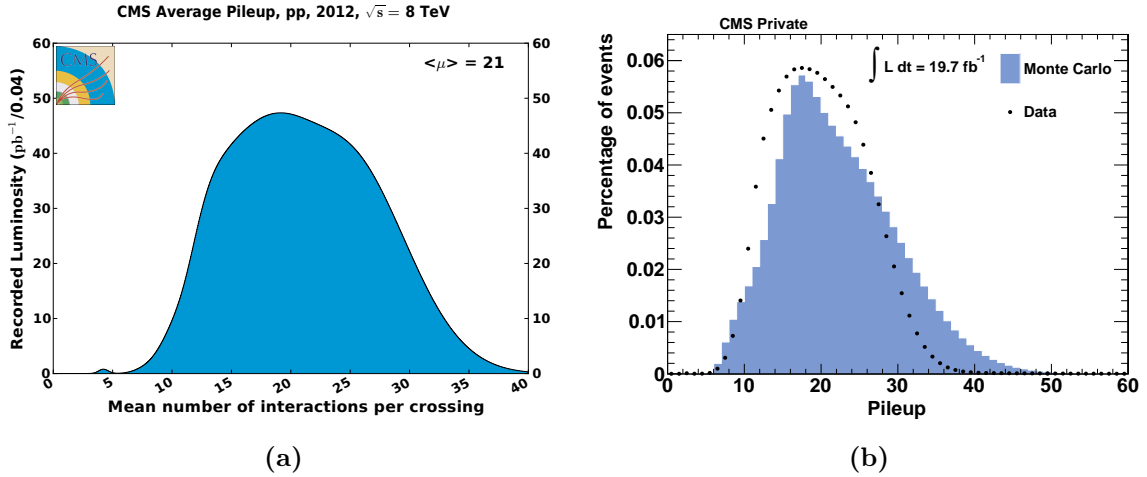 CMS Average Pileup, pp, 2012, √s = 8 TeV
CMS
<μ> = 21
60
50
40
30
20
10
0
60
50
40
30
20
10
0
Recorded Luminosity (pb⁻¹/0.04)
0 5 10 15 20 25 30 35 40
Mean number of interactions per crossing
(a)
CMS Private
∫ L dt = 19.7 fb⁻¹
Monte Carlo
Data
0.06
0.05
0.04
0.03
0.02
0.01
0
Percentage of events
0 10 20 30 40 50 60
Pileup
(b)